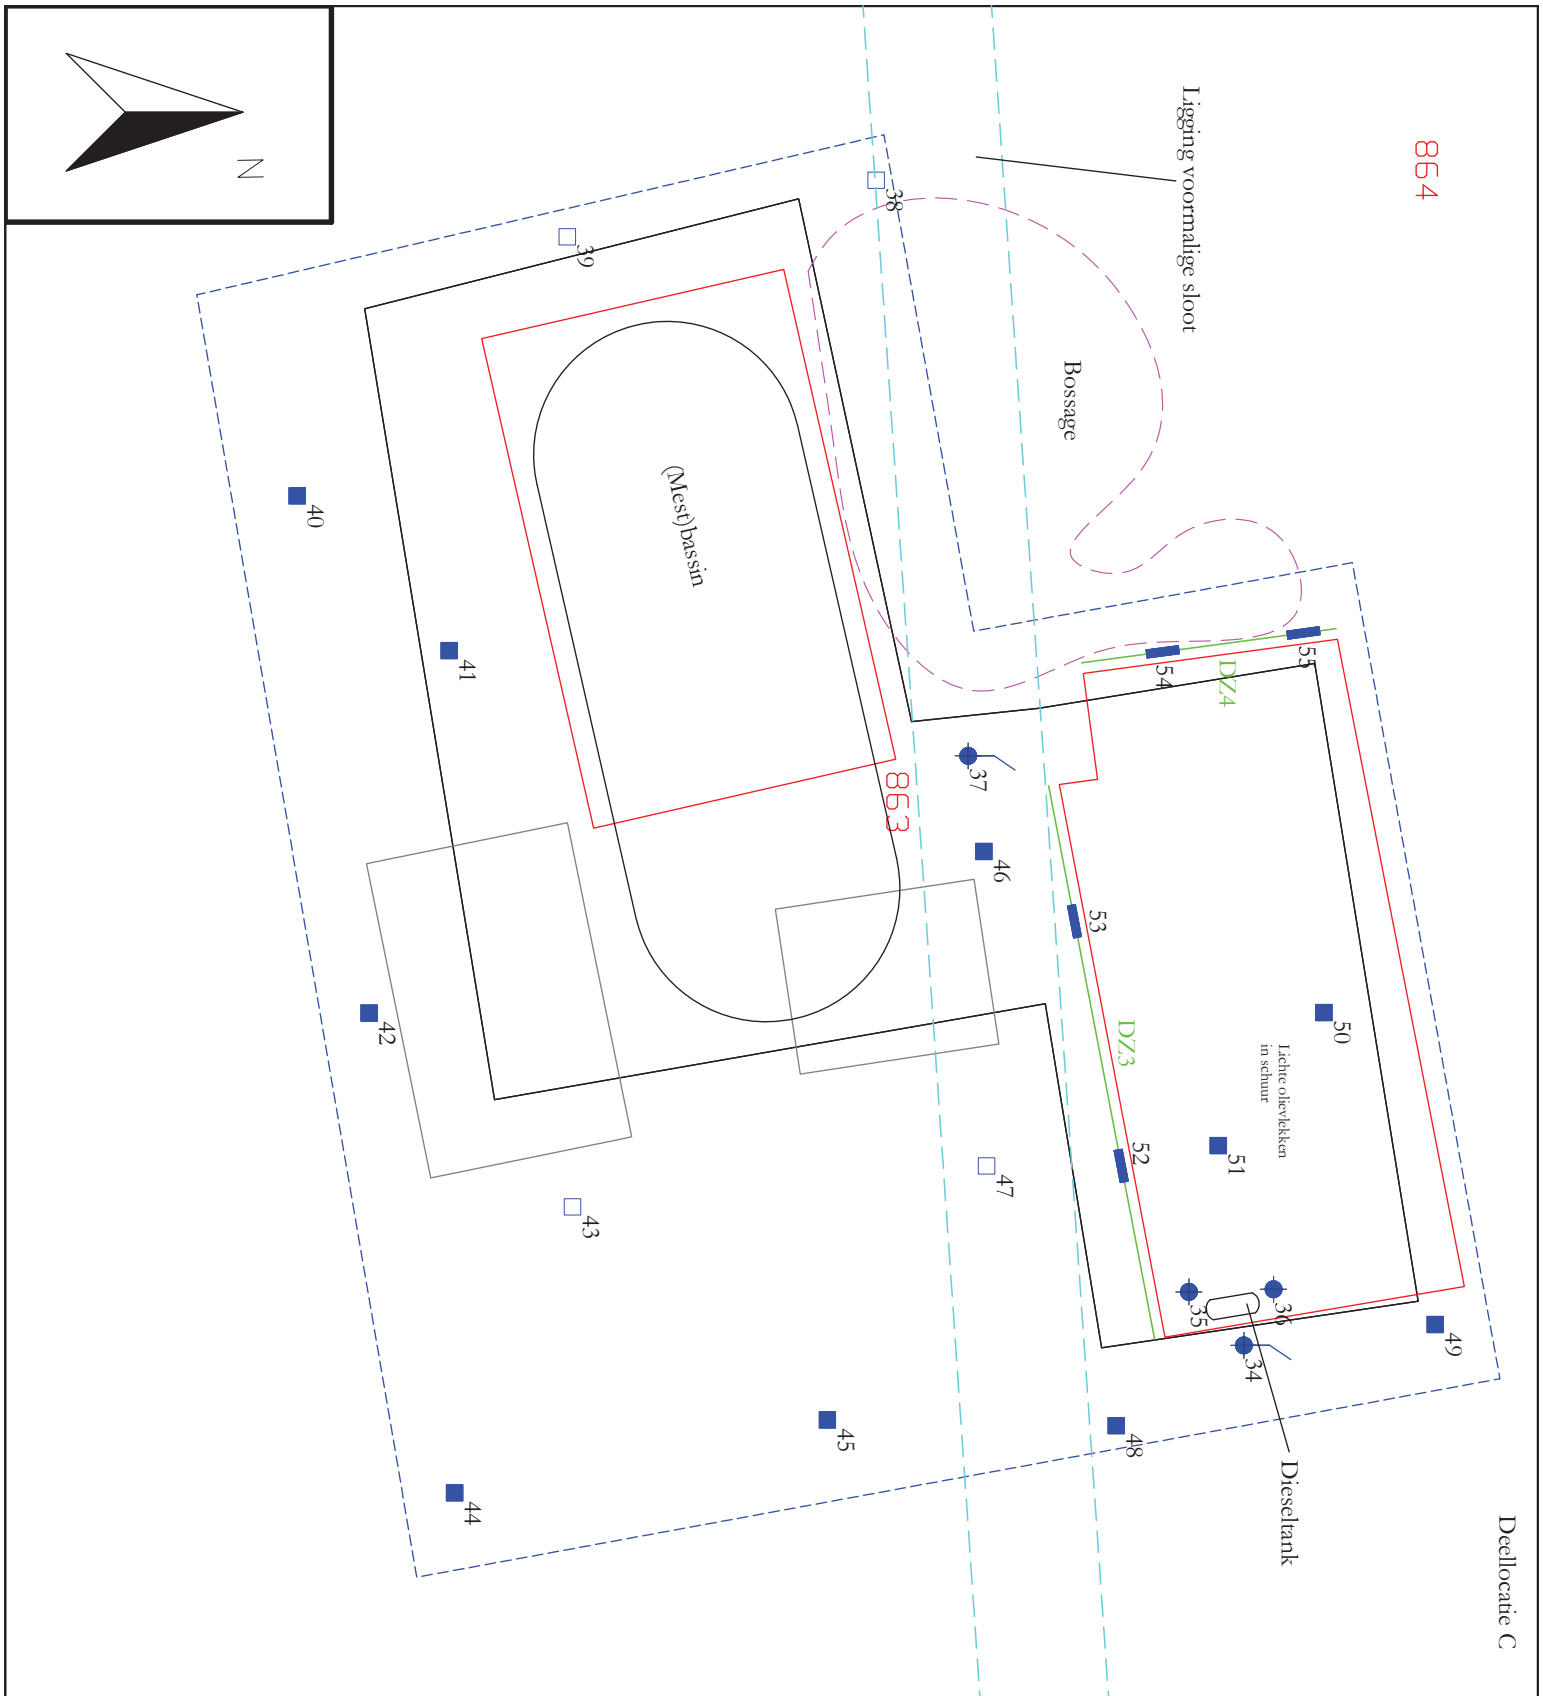 Deellocatie C
864
Ligging voormalige sloot
Bossage
55
54
DZ4
50
Lichte olievlekken
in schuur
51
49
36
35
34
Dieseltank
38
39
37
46
53
DZ3
52
863
(Mest)bassin
47
48
40
41
42
43
45
44
N